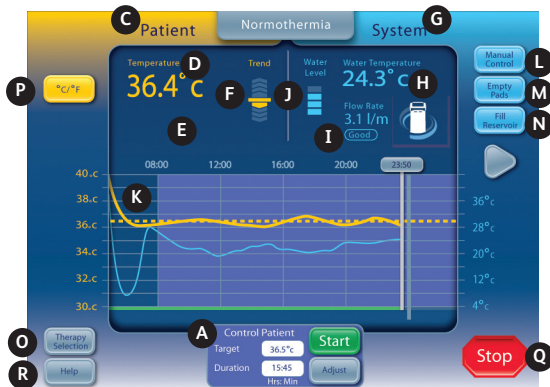 C
Patient
Normothermia
System
G
Temperature
D
Trend
Water
Level
Water Temperature
36.4°c
24.3°c
H
F
J
E
Flow Rate
3.1 l/m
Good
I
P
°C/°F
Manual
Control
L
Empty
Pads
M
Fill
Reservoir
N
08:00
12:00
16:00
20:00
23:50
K
40.c
38.c
36.c
34.c
32.c
30.c
36°c
28°c
20°c
12°c
4°c
A
Control Patient
Target
36.5°c
Start
Duration
15:45
Hrs: Min
Adjust
O
Therapy
Selection
R
Help
Stop
Q